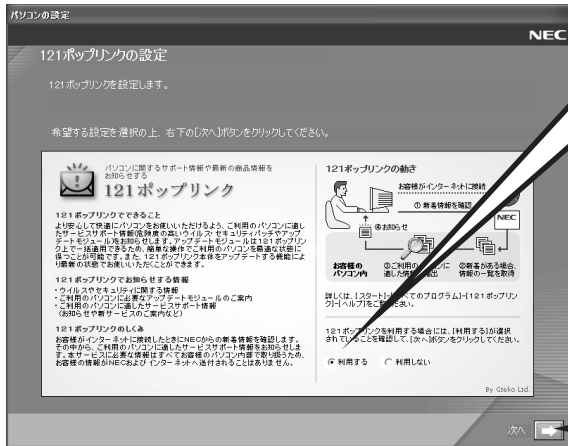 パソコンの設定
NEC
121ポップリンクの設定
121ポップリンクを設定します。
希望する設定を選択の上、右下の[次へ]ボタンをクリックしてください。
パソコンに関するサポート情報や最新の商品情報を
お知らせする
121ポップリンク
121ポップリンクでできること
より安心して快適にパソコンをお使いいただけるよう、ご利用のパソコンに適し
たサービスサポート情報(危険度の高いウイルス・セキュリティパッチやアップ
デートモジュール)をお知らせします。アップデートモジュールは121ポップリン
ク上で一括適用できるため、簡単な操作でご利用のパソコンを最適な状態に
保つことが可能です。また、121ポップリンク本体をアップデートする機能によ
り最新の状態でお使いいただくことができます。
121ポップリンクでお知らせする情報
・ウイルスやセキュリティに関する情報
・ご利用のパソコンに必要なアップデートモジュールのご案内
・ご利用のパソコンに適したサービスサポート情報
(お知らせや新サービスのご案内など)
121ポップリンクのしくみ
お客様がインターネットに接続したときにNECからの新着情報を確認します。
その中から、ご利用のパソコンに適したサービスサポート情報をお知らせしま
す。本サービスに必要な情報はすべてお客様のパソコン内部で取り扱うため、
お客様の情報がNECおよびインターネットへ送付されることはありません。
121ポップリンクの動き
お客様がインターネットに接続
① 新着情報を確認
NEC
④お知らせ
お客様の
パソコン内
③ご利用の
に
適した情報
出
②新着がある場合、
情報の一覧を取得
詳しくは、[スタート]-[
べてのプログラム]-[121ポップリン
ク]-[ヘルプ]をご覧ください。
121ポップリンクを利用する場合には、[利用する]が選択
されていることを確認して、[次へ]ボタンをクリックしてください。
利用する
利用しない
By Gteko Ltd.
次へ